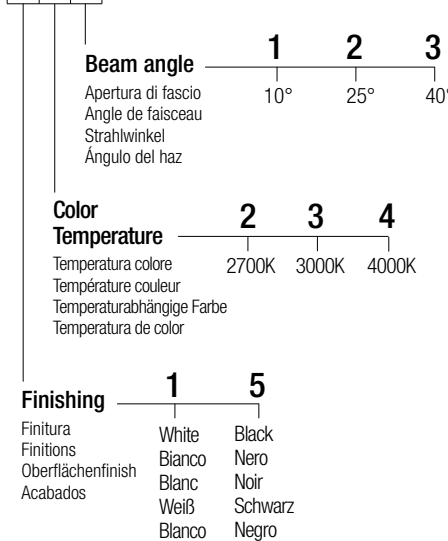 Beam angle 1 2 3
Apertura di fascio 10° 25° 40°
Angle de faisceau
Strahlwinkel
Ángulo del haz
Color
Temperature 2 3 4
Temperatura colore 2700K 3000K 4000K
Température couleur
Temperaturabhängige Farbe
Temperatura de color
Finishing 1 5
Finitura White Black
Finitions Bianco Nero
Oberflächenfinish Blanc Noir
Acabados Weiß Schwarz
Blanco Negro